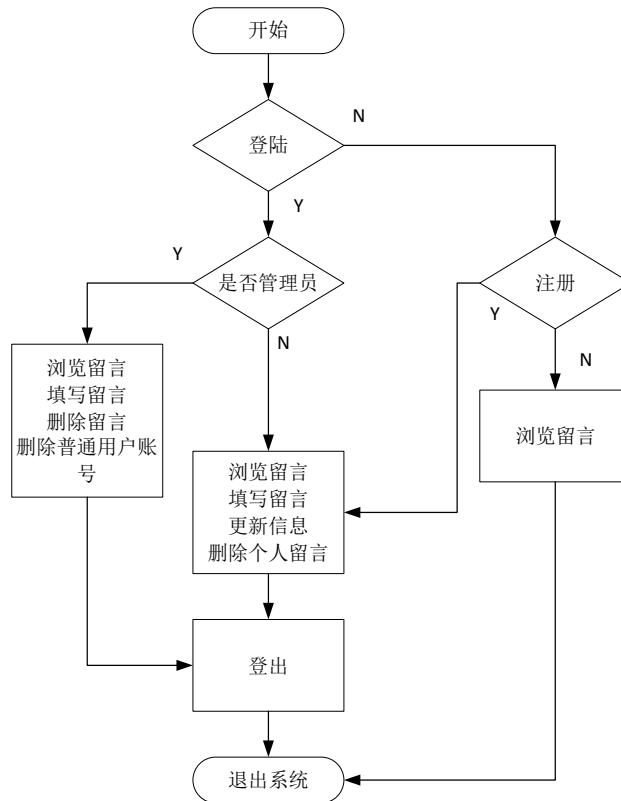 开始
登陆
N
Y
是否管理员
Y
N
注册
Y
N
浏览留言
填写留言
删除留言
删除普通用户账
号
浏览留言
填写留言
更新信息
删除个人留言
浏览留言
登出
退出系统